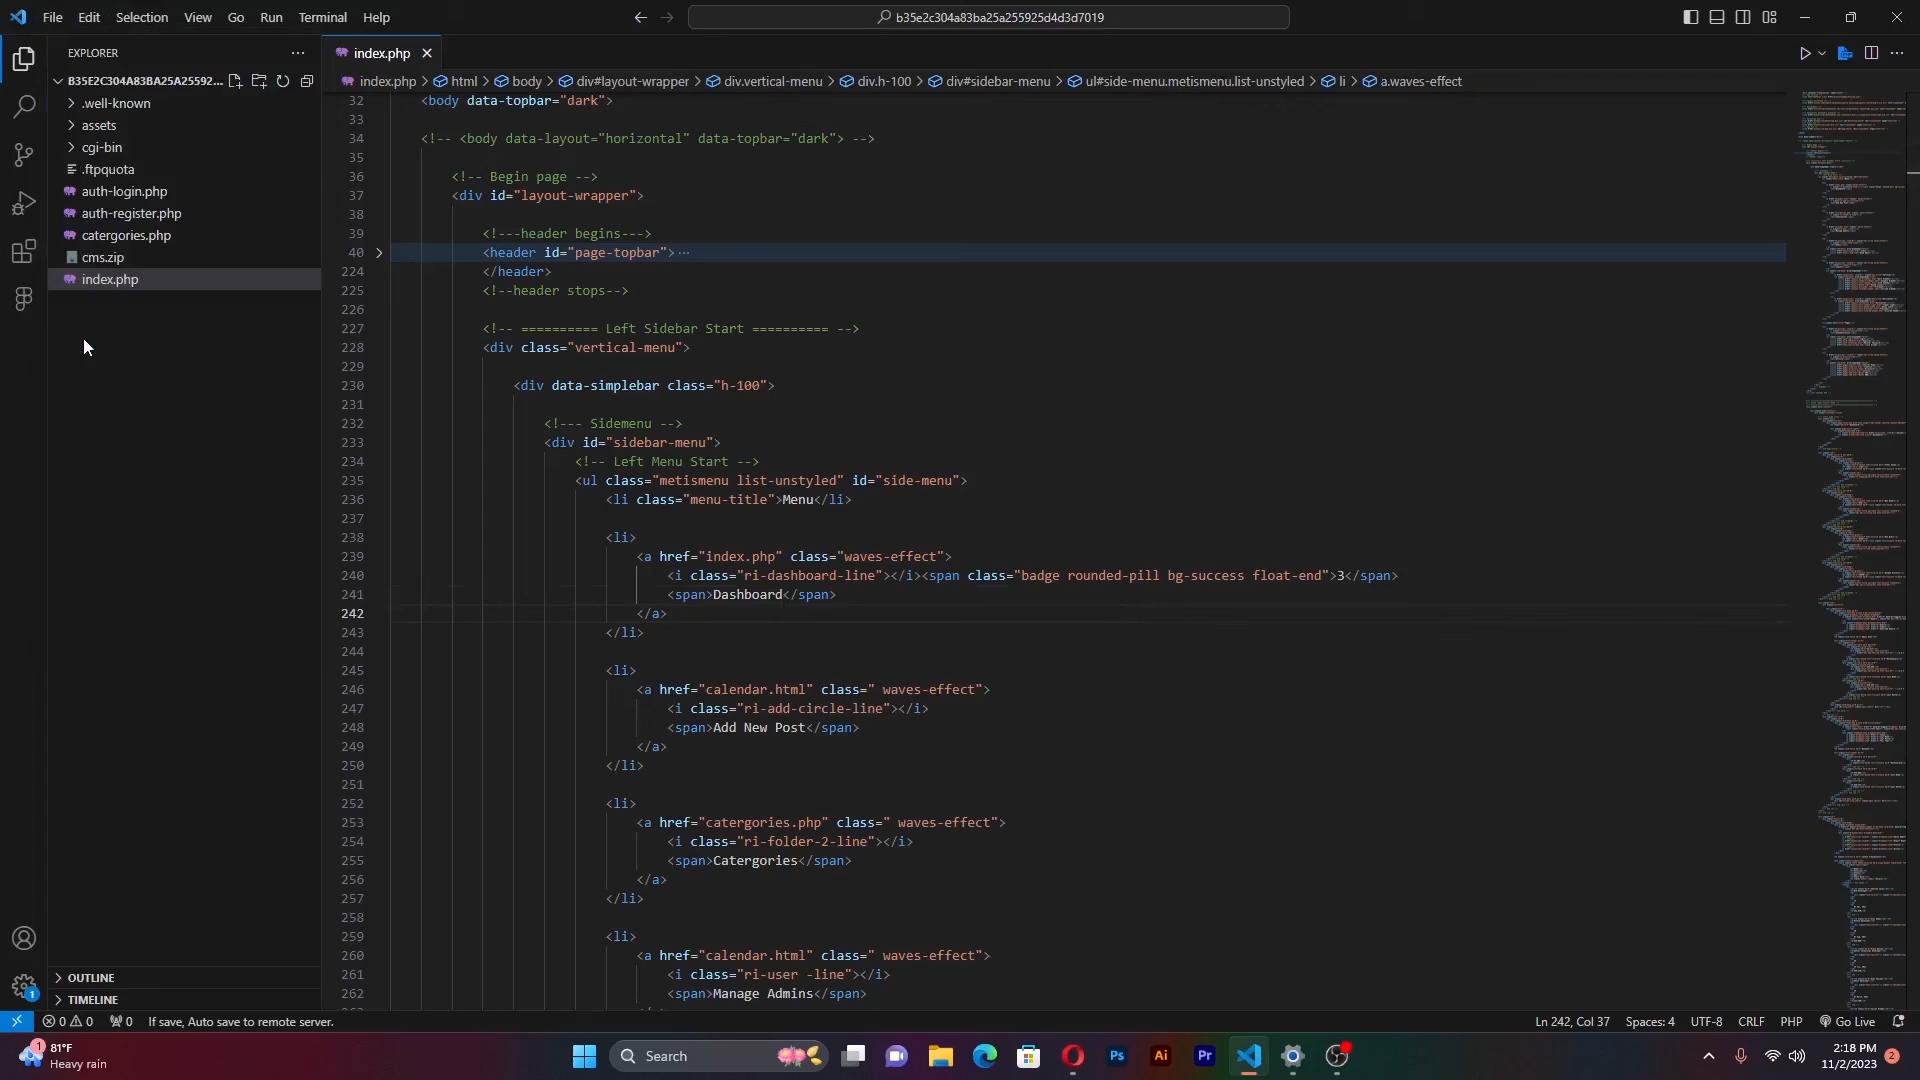 File Edit Selection View Go Run Terminal Help
b35e2c304a83ba25a255925d4d3d7019
EXPLORER
index.php
B35E2C304A83BA25A25592...
index.php > html > body > div#layout-wrapper > div.vertical-menu > div.h-100 > div#sidebar-menu > ul#side-menu.metismenu.list-unstyled > li > a.waves-effect
.well-known
assets
cgi-bin
.ftpquota
auth-login.php
auth-register.php
catergories.php
cms.zip
index.php
32 <body data-topbar="dark">
33
34 <!-- <body data-layout="horizontal" data-topbar="dark"> -->
35
36 <!-- Begin page -->
37 <div id="layout-wrapper">
38
39 <!---header begins--->
40 <header id="page-topbar"> ...
224 </header>
225 <!--header stops-->
226
227 <!-- ========== Left Sidebar Start ========== -->
228 <div class="vertical-menu">
229
230 <div data-simplebar class="h-100">
231
232 <!--- Sidemenu -->
233 <div id="sidebar-menu">
234 <!-- Left Menu Start -->
235 <ul class="metismenu list-unstyled" id="side-menu">
236 <li class="menu-title">Menu</li>
237
238 <li>
239 <a href="index.php" class="waves-effect">
240 <i class="ri-dashboard-line"></i><span class="badge rounded-pill bg-success float-end">3</span>
241 <span>Dashboard</span>
242 </a>
243 </li>
244
245 <li>
246 <a href="calendar.html" class=" waves-effect">
247 <i class="ri-add-circle-line"></i>
248 <span>Add New Post</span>
249 </a>
250 </li>
251
252 <li>
253 <a href="catergories.php" class=" waves-effect">
254 <i class="ri-folder-2-line"></i>
255 <span>Catergories</span>
256 </a>
257 </li>
258
259 <li>
260 <a href="calendar.html" class=" waves-effect">
261 <i class="ri-user -line"></i>
262 <span>Manage Admins</span>
OUTLINE
TIMELINE
1
0 0 0 If save, Auto save to remote server.
Ln 242, Col 37 Spaces: 4 UTF-8 CRLF PHP Go Live
1
81°F
Heavy rain
Search
Ps Ai Pr
2:18 PM
11/2/2023
2